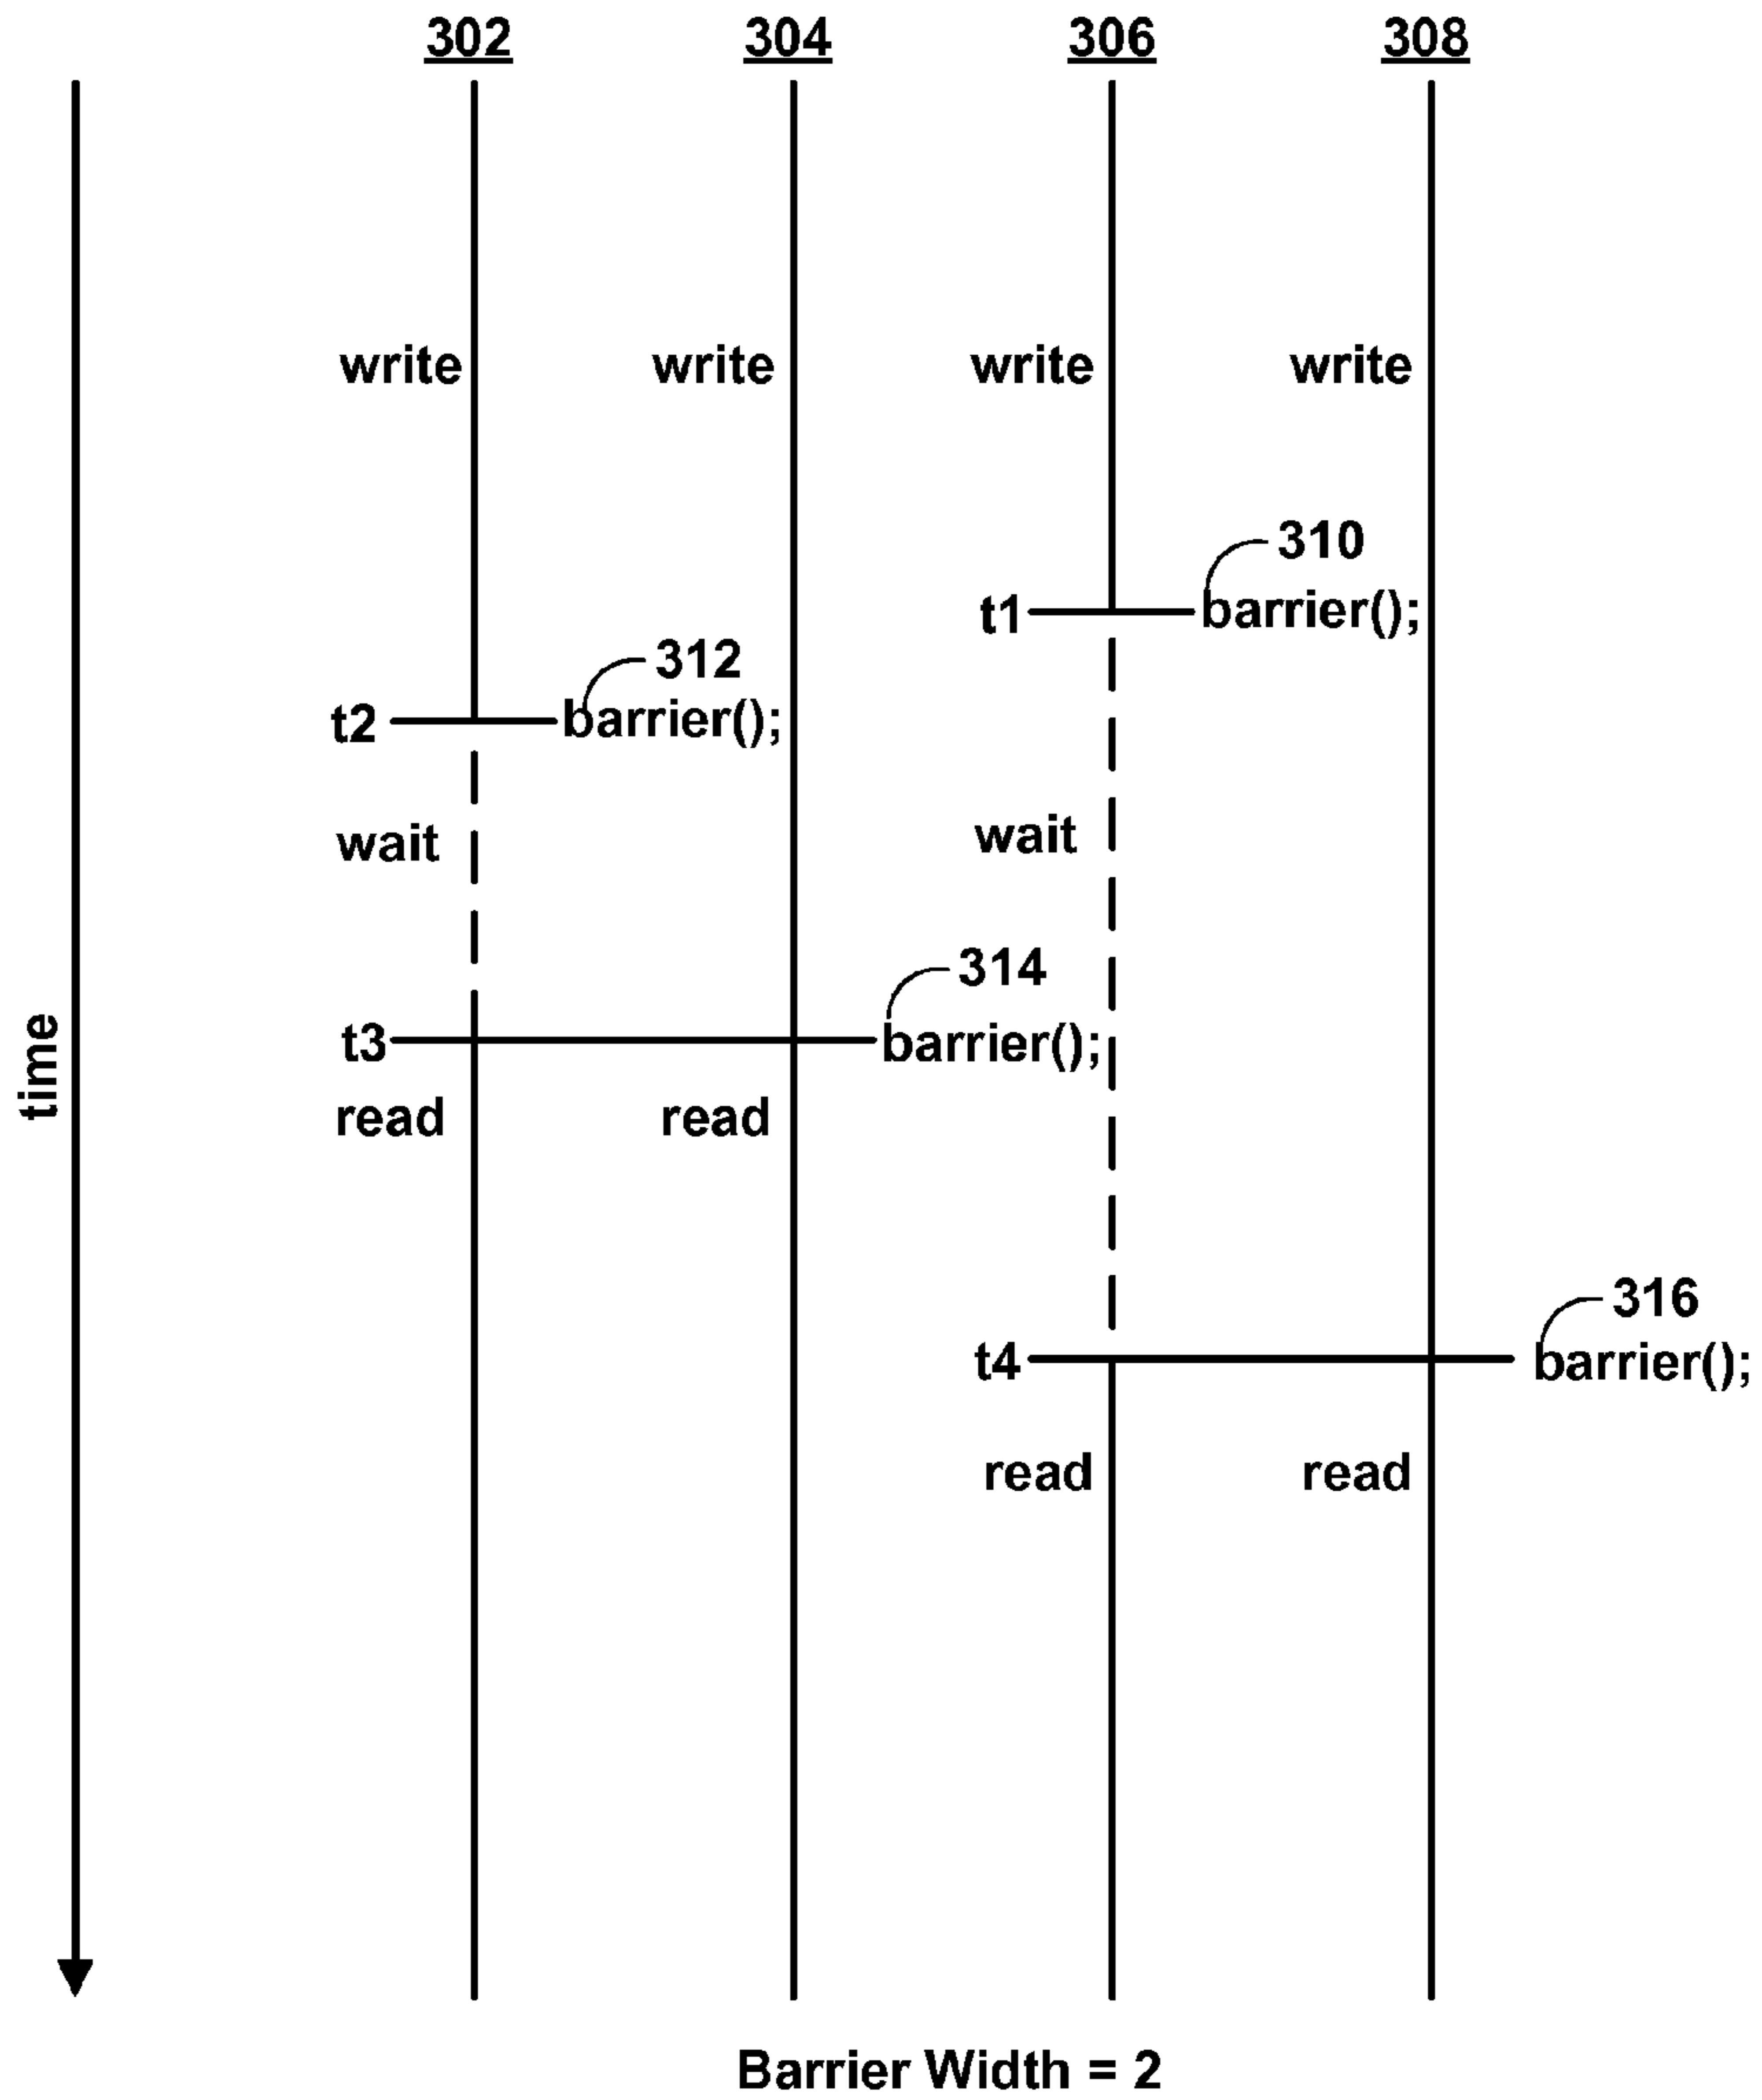 302 304 306 308
write write write write
310
t1 barrier();
312
t2 barrier();
wait wait
314
t3 barrier();
time
read read
316
t4 barrier();
read read
Barrier Width = 2